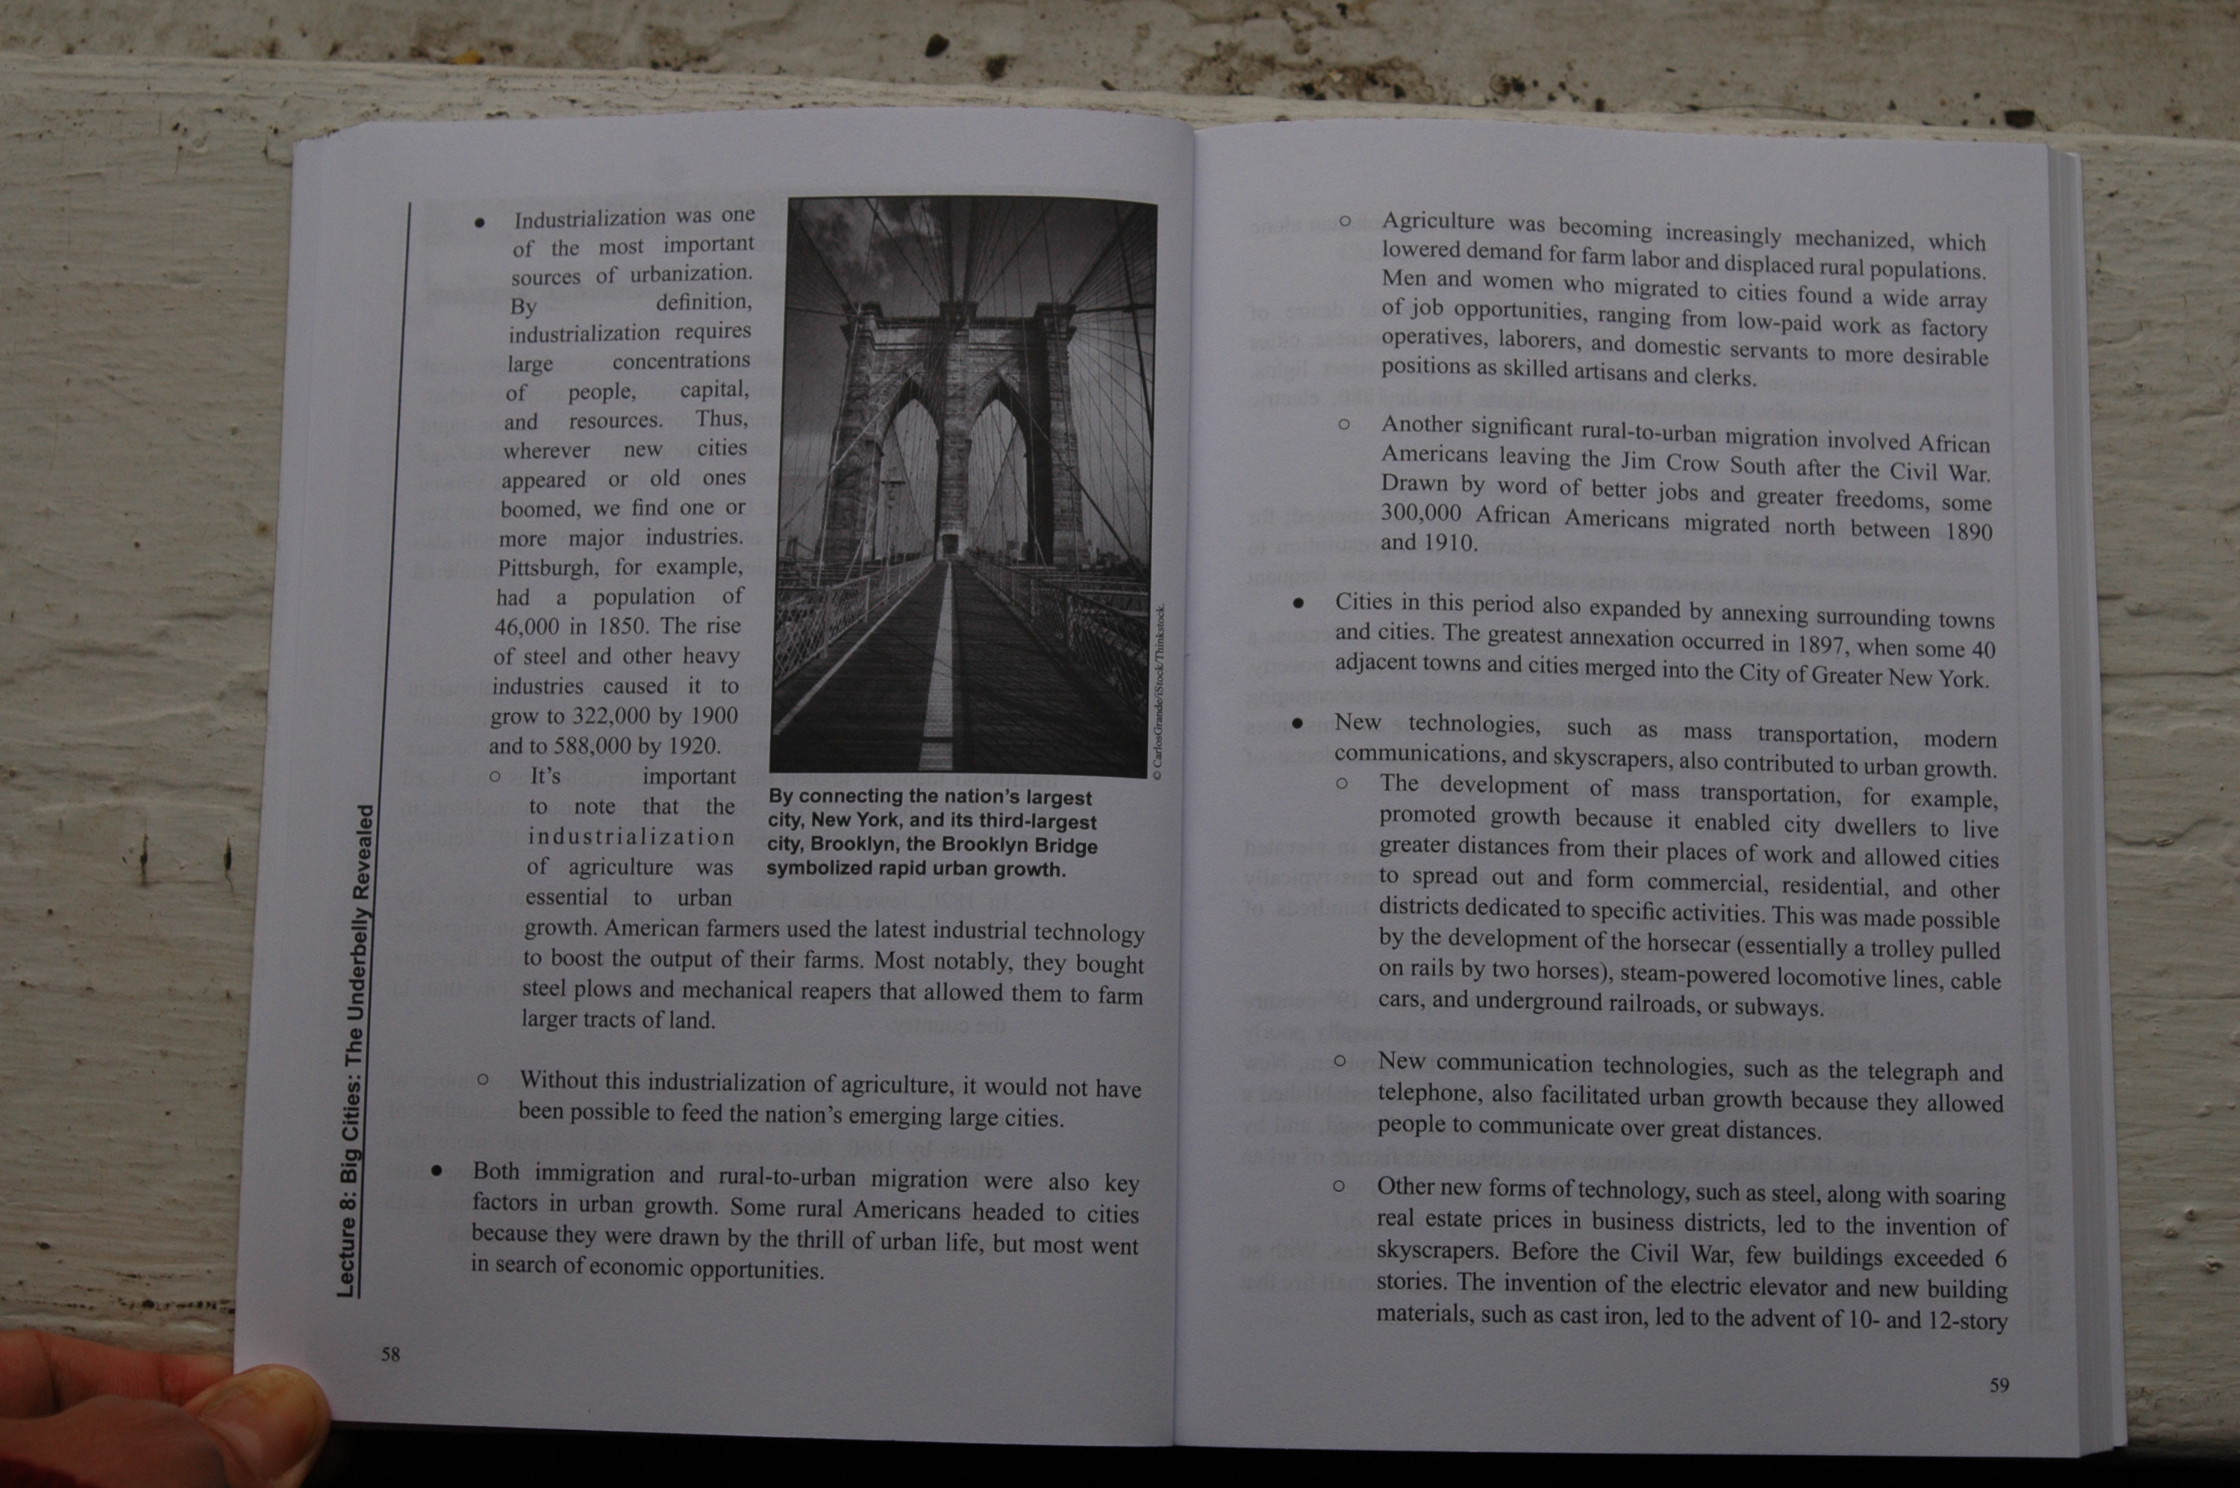 Lecture 8: Big Cities: The Underbelly Revealed
• Industrialization was one
of the most important
sources of urbanization.
By definition,
industrialization requires
large concentrations
of people, capital,
and resources. Thus,
wherever new cities
appeared or old ones
boomed, we find one or
more major industries.
Pittsburgh, for example,
had a population of
46,000 in 1850. The rise
of steel and other heavy
industries caused it to
grow to 322,000 by 1900
and to 588,000 by 1920.
○ It's important
to note that the
industrialization
of agriculture was
essential to urban
growth. American farmers used the latest industrial technology
to boost the output of their farms. Most notably, they bought
steel plows and mechanical reapers that allowed them to farm
larger tracts of land.
○ Without this industrialization of agriculture, it would not have
been possible to feed the nation's emerging large cities.
• Both immigration and rural-to-urban migration were also key
factors in urban growth. Some rural Americans headed to cities
because they were drawn by the thrill of urban life, but most went
in search of economic opportunities.
© CarlosGrande/iStock/Thinkstock.
By connecting the nation's largest
city, New York, and its third-largest
city, Brooklyn, the Brooklyn Bridge
symbolized rapid urban growth.
58
○ Agriculture was becoming increasingly mechanized, which
lowered demand for farm labor and displaced rural populations.
Men and women who migrated to cities found a wide array
of job opportunities, ranging from low-paid work as factory
operatives, laborers, and domestic servants to more desirable
positions as skilled artisans and clerks.
○ Another significant rural-to-urban migration involved African
Americans leaving the Jim Crow South after the Civil War.
Drawn by word of better jobs and greater freedoms, some
300,000 African Americans migrated north between 1890
and 1910.
• Cities in this period also expanded by annexing surrounding towns
and cities. The greatest annexation occurred in 1897, when some 40
adjacent towns and cities merged into the City of Greater New York.
• New technologies, such as mass transportation, modern
communications, and skyscrapers, also contributed to urban growth.
○ The development of mass transportation, for example,
promoted growth because it enabled city dwellers to live
greater distances from their places of work and allowed cities
to spread out and form commercial, residential, and other
districts dedicated to specific activities. This was made possible
by the development of the horsecar (essentially a trolley pulled
on rails by two horses), steam-powered locomotive lines, cable
cars, and underground railroads, or subways.
○ New communication technologies, such as the telegraph and
telephone, also facilitated urban growth because they allowed
people to communicate over great distances.
○ Other new forms of technology, such as steel, along with soaring
real estate prices in business districts, led to the invention of
skyscrapers. Before the Civil War, few buildings exceeded 6
stories. The invention of the electric elevator and new building
materials, such as cast iron, led to the advent of 10- and 12-story
59